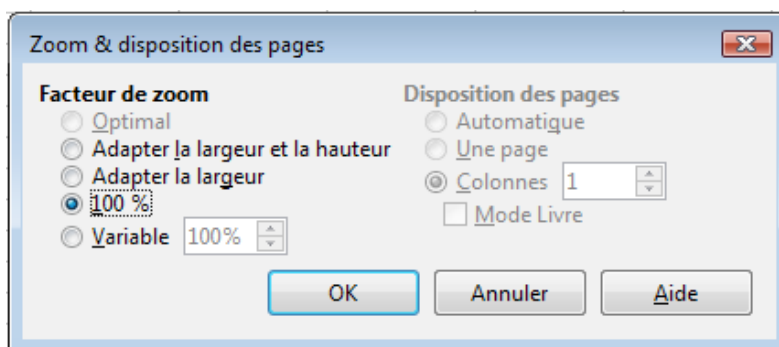 Zoom & disposition des pages
Facteur de zoom
Optimal
Adapter la largeur et la hauteur
Adapter la largeur
100 %
Variable 100%
Disposition des pages
Automatique
Une page
Colonnes 1
Mode Livre
OK Annuler Aide